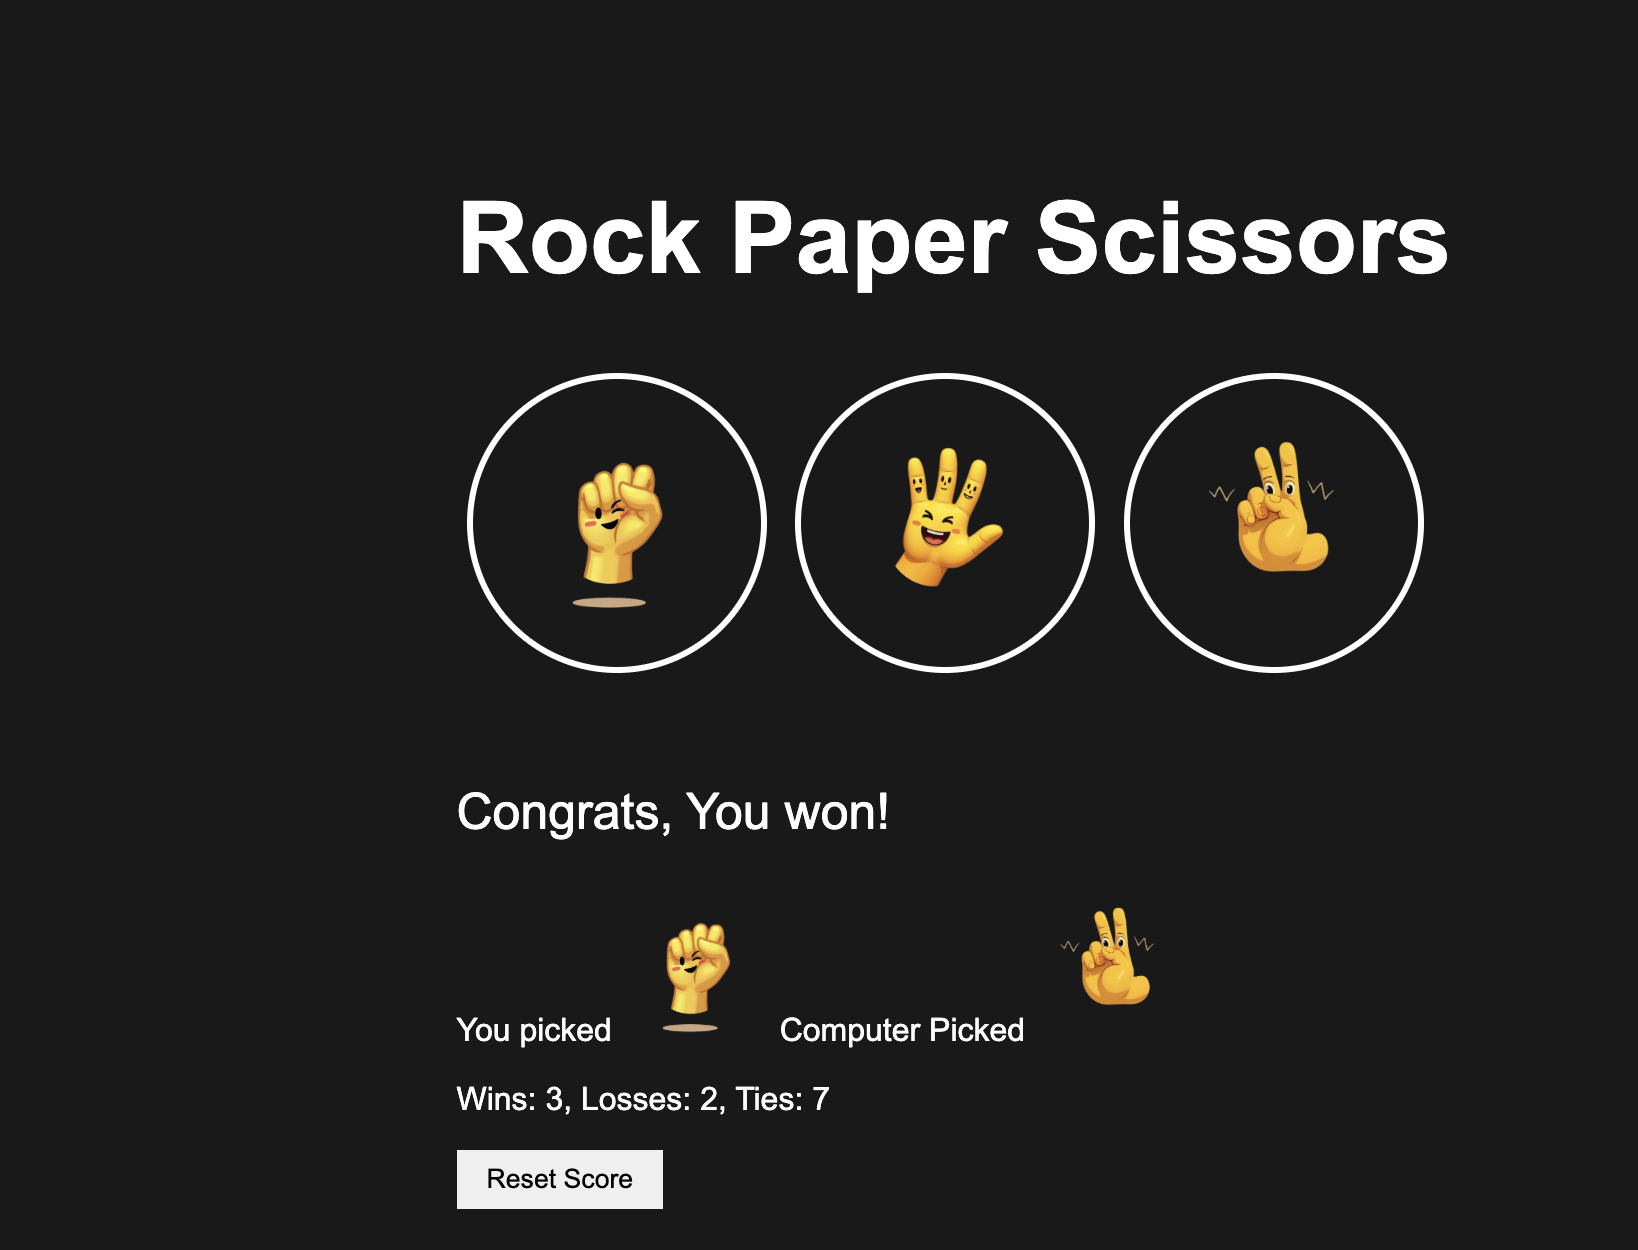 Rock Paper Scissors
Congrats, You won!
You picked Computer Picked
Wins: 3, Losses: 2, Ties: 7
Reset Score